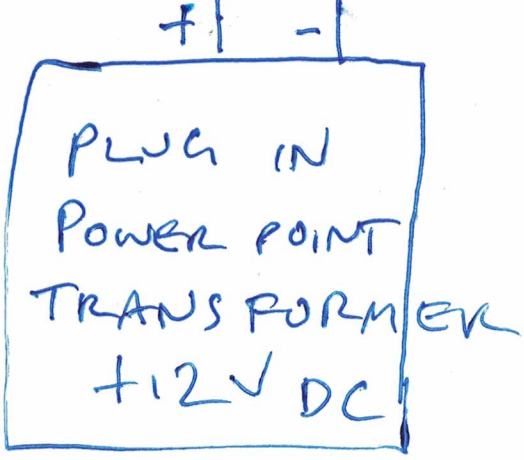 + -
PLUG IN
POWER POINT
TRANSFORMER
+12V DC